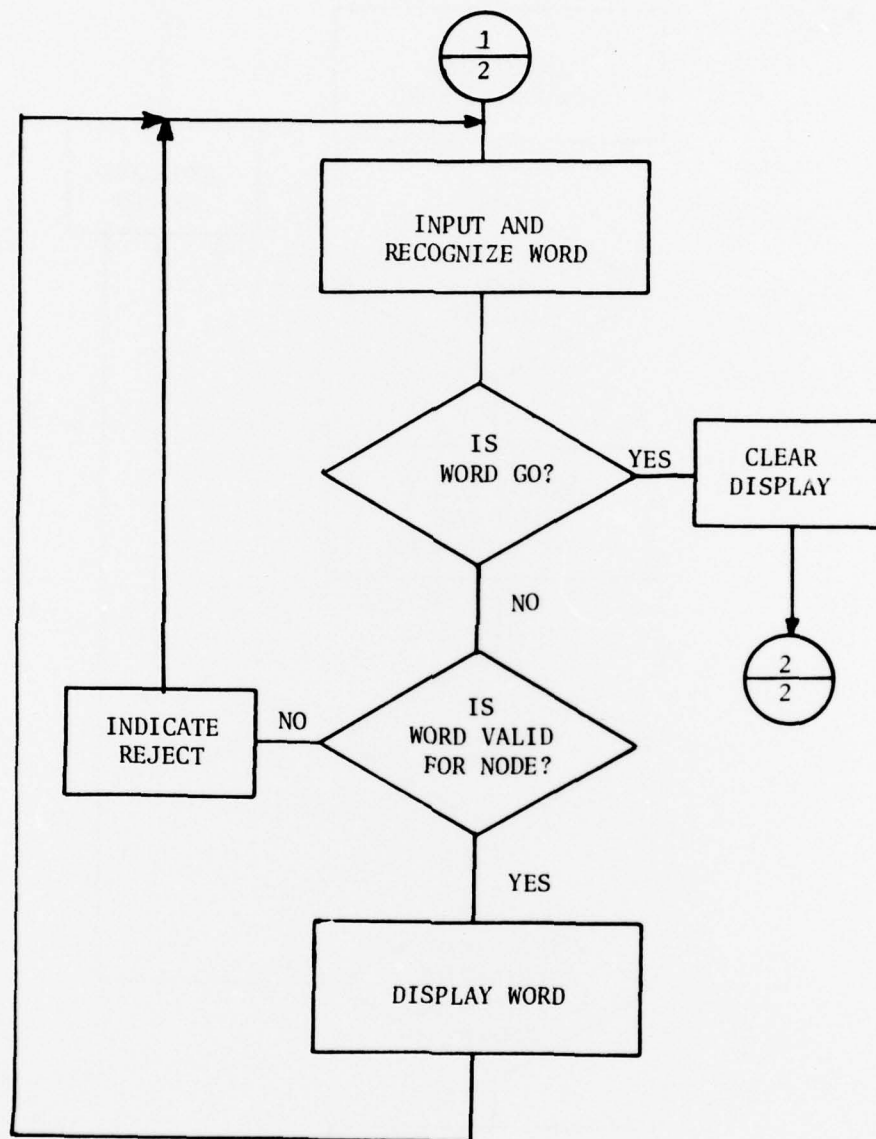 1
2
INPUT AND
RECOGNIZE WORD
IS
WORD GO?
YES
CLEAR
DISPLAY
NO
2
2
IS
WORD VALID
FOR NODE?
NO
INDICATE
REJECT
YES
DISPLAY WORD